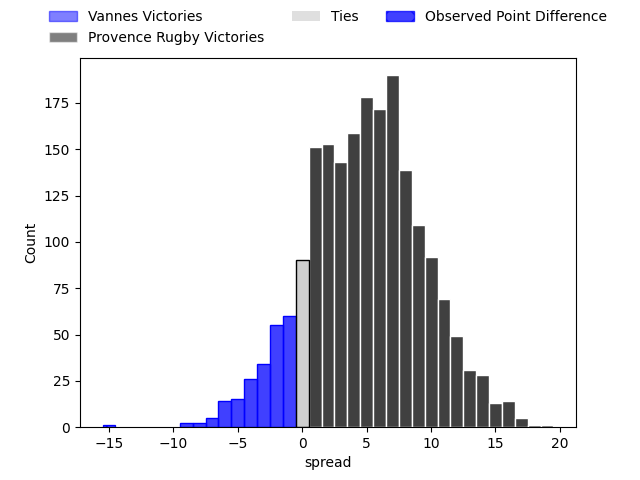 Vannes Victories
Provence Rugby Victories
Ties
Observed Point Difference
175
150
125
100
75
50
25
0
Count
−15
−10
−5
0
5
10
15
20
spread